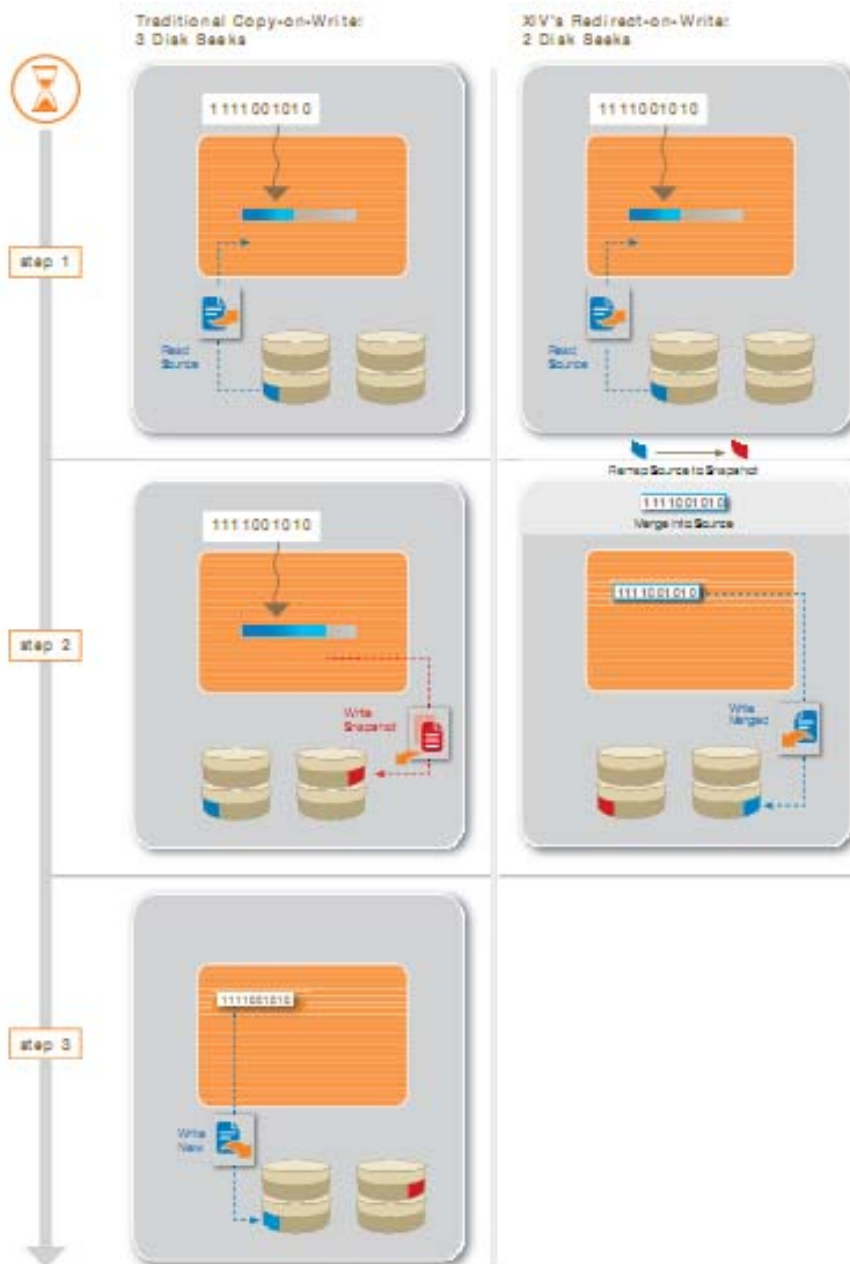 Traditional Copy-on-Write:
3 Disk Seeks
XIV's Redirect-on-Write:
2 Disk Seeks
step 1
1111001010
Read
Source
1111001010
Read
Source
Remap Source to Snapshot
step 2
1111001010
Write
Snapshot
1111001010
Merge into Source
1111001010
Write
Merged
step 3
1111001010
Write
New